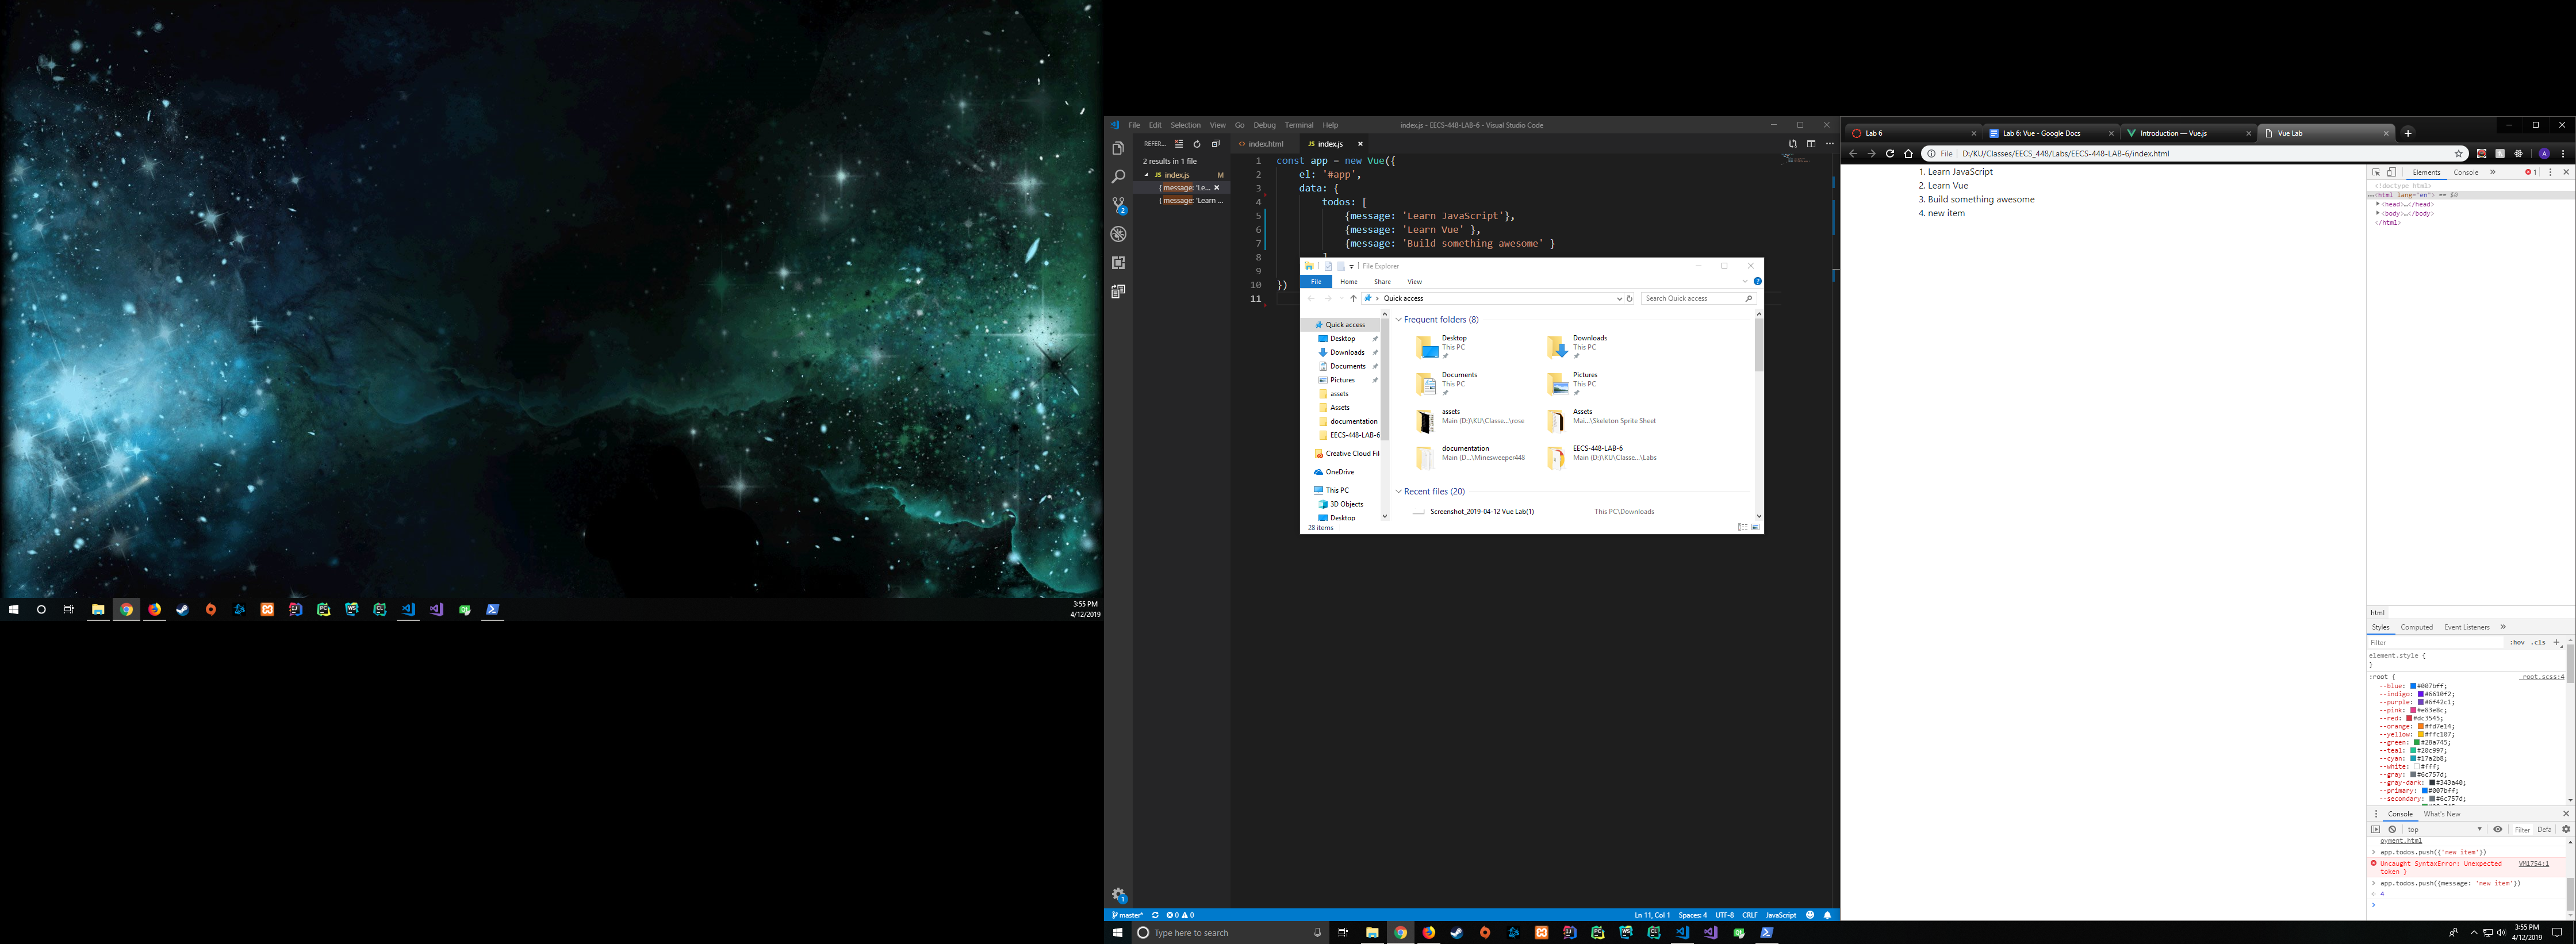 3:55 PM
4/12/2019
File Edit Selection View Go Debug Terminal Help
index.js - EECS-448-LAB-6 - Visual Studio Code
REFER...
index.html
index.js
2 results in 1 file
index.js M
{ message: 'Le...
{ message: 'Learn ...
1 const app = new Vue({
2 el: '#app',
3 data: {
4 todos: [
5 {message: 'Learn JavaScript'},
6 {message: 'Learn Vue' },
7 {message: 'Build something awesome' }
8 ]
9
10 })
11
File Explorer
File Home Share View
Quick access
Search Quick access
Quick access
Desktop
Downloads
Documents
Pictures
assets
Assets
documentation
EECS-448-LAB-6
Creative Cloud Fil
OneDrive
This PC
3D Objects
Desktop
28 items
Frequent folders (8)
Desktop
This PC
Downloads
This PC
Documents
This PC
Pictures
This PC
assets
Main (D:)\KU\Classe...\rose
Assets
Mai...\Skeleton Sprite Sheet
documentation
Main (D...\Minesweeper448
EECS-448-LAB-6
Main (D:)\KU\Classe...\Labs
Recent files (20)
Screenshot_2019-04-12 Vue Lab(1) This PC\Downloads
master* 0 0
Ln 11, Col 1 Spaces: 4 UTF-8 CRLF JavaScript
Type here to search
Lab 6
Lab 6: Vue - Google Docs
Introduction — Vue.js
Vue Lab
File | D:/KU/Classes/EECS_448/Labs/EECS-448-LAB-6/index.html
1. Learn JavaScript
2. Learn Vue
3. Build something awesome
4. new item
Elements Console » 1
<!doctype html>
...<html lang="en"> == $0
<head>…</head>
<body>…</body>
</html>
html
Styles Computed Event Listeners »
Filter :hov .cls +
element.style {
}
:root { _root.scss:4
--blue: #007bff;
--indigo: #6610f2;
--purple: #6f42c1;
--pink: #e83e8c;
--red: #dc3545;
--orange: #fd7e14;
--yellow: #ffc107;
--green: #28a745;
--teal: #20c997;
--cyan: #17a2b8;
--white: #fff;
--gray: #6c757d;
--gray-dark: #343a40;
--primary: #007bff;
--secondary: #6c757d;
Console What's New
top Filter Defa
oyment.html
> app.todos.push({'new item'})
Uncaught SyntaxError: Unexpected VM1754:1
token }
> app.todos.push({message: 'new item'})
< 4
>
3:55 PM
4/12/2019